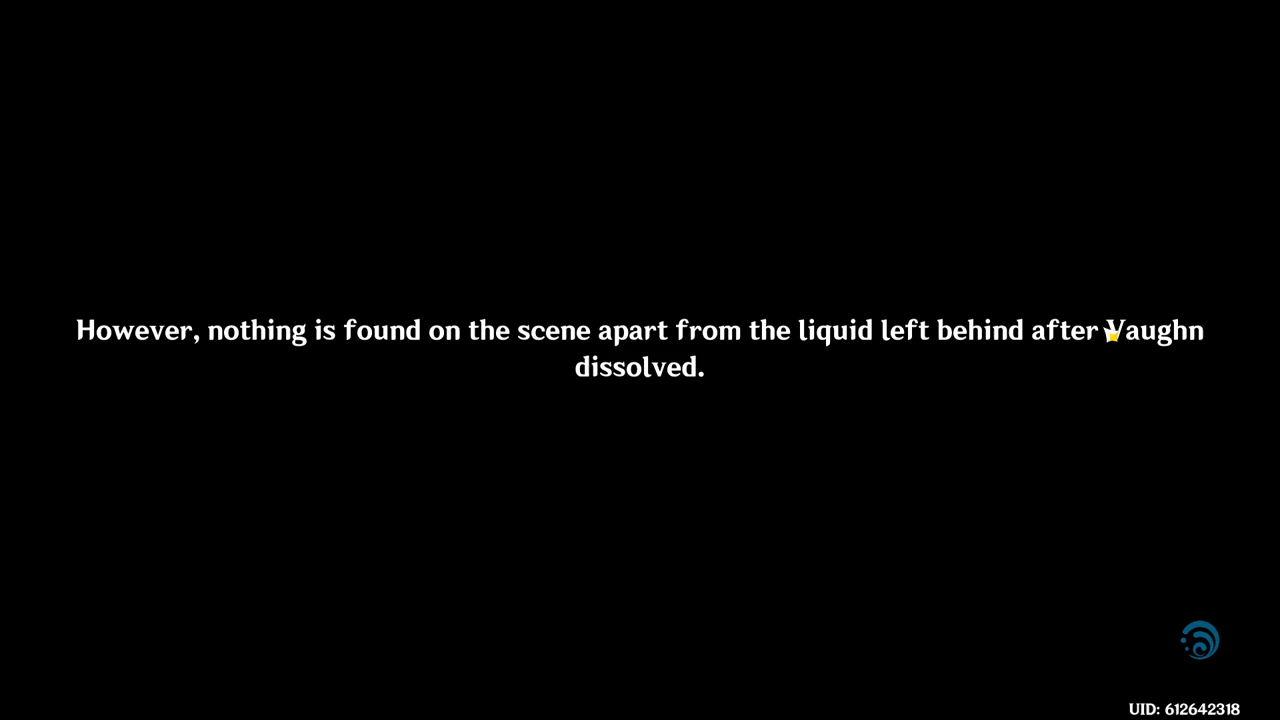 However, nothing is found on the scene apart from the liquid left behind after Vaughn
dissolved.
UID: 612642318